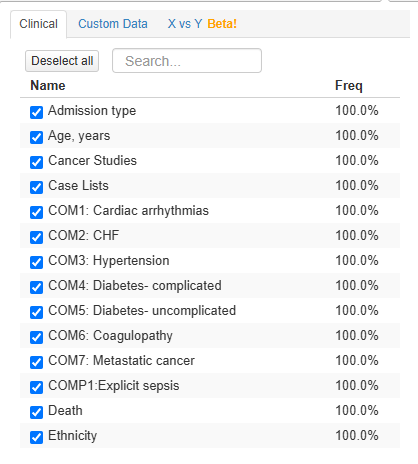 Clinical Custom Data X vs Y Beta!
Deselect all Search...
Name Freq
Admission type 100.0%
Age, years 100.0%
Cancer Studies 100.0%
Case Lists 100.0%
COM1: Cardiac arrhythmias 100.0%
COM2: CHF 100.0%
COM3: Hypertension 100.0%
COM4: Diabetes- complicated 100.0%
COM5: Diabetes- uncomplicated 100.0%
COM6: Coagulopathy 100.0%
COM7: Metastatic cancer 100.0%
COMP1:Explicit sepsis 100.0%
Death 100.0%
Ethnicity 100.0%